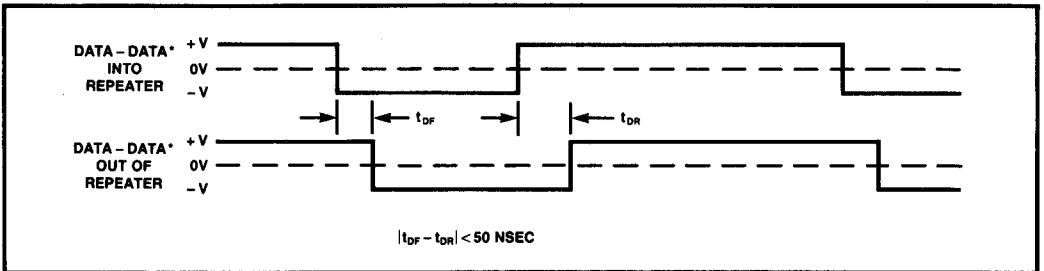 DATA – DATA*
INTO
REPEATER
+ V
0V
– V
t_DF
t_DR
DATA – DATA*
OUT OF
REPEATER
+ V
0V
– V
|t_DF – t_DR| < 50 NSEC